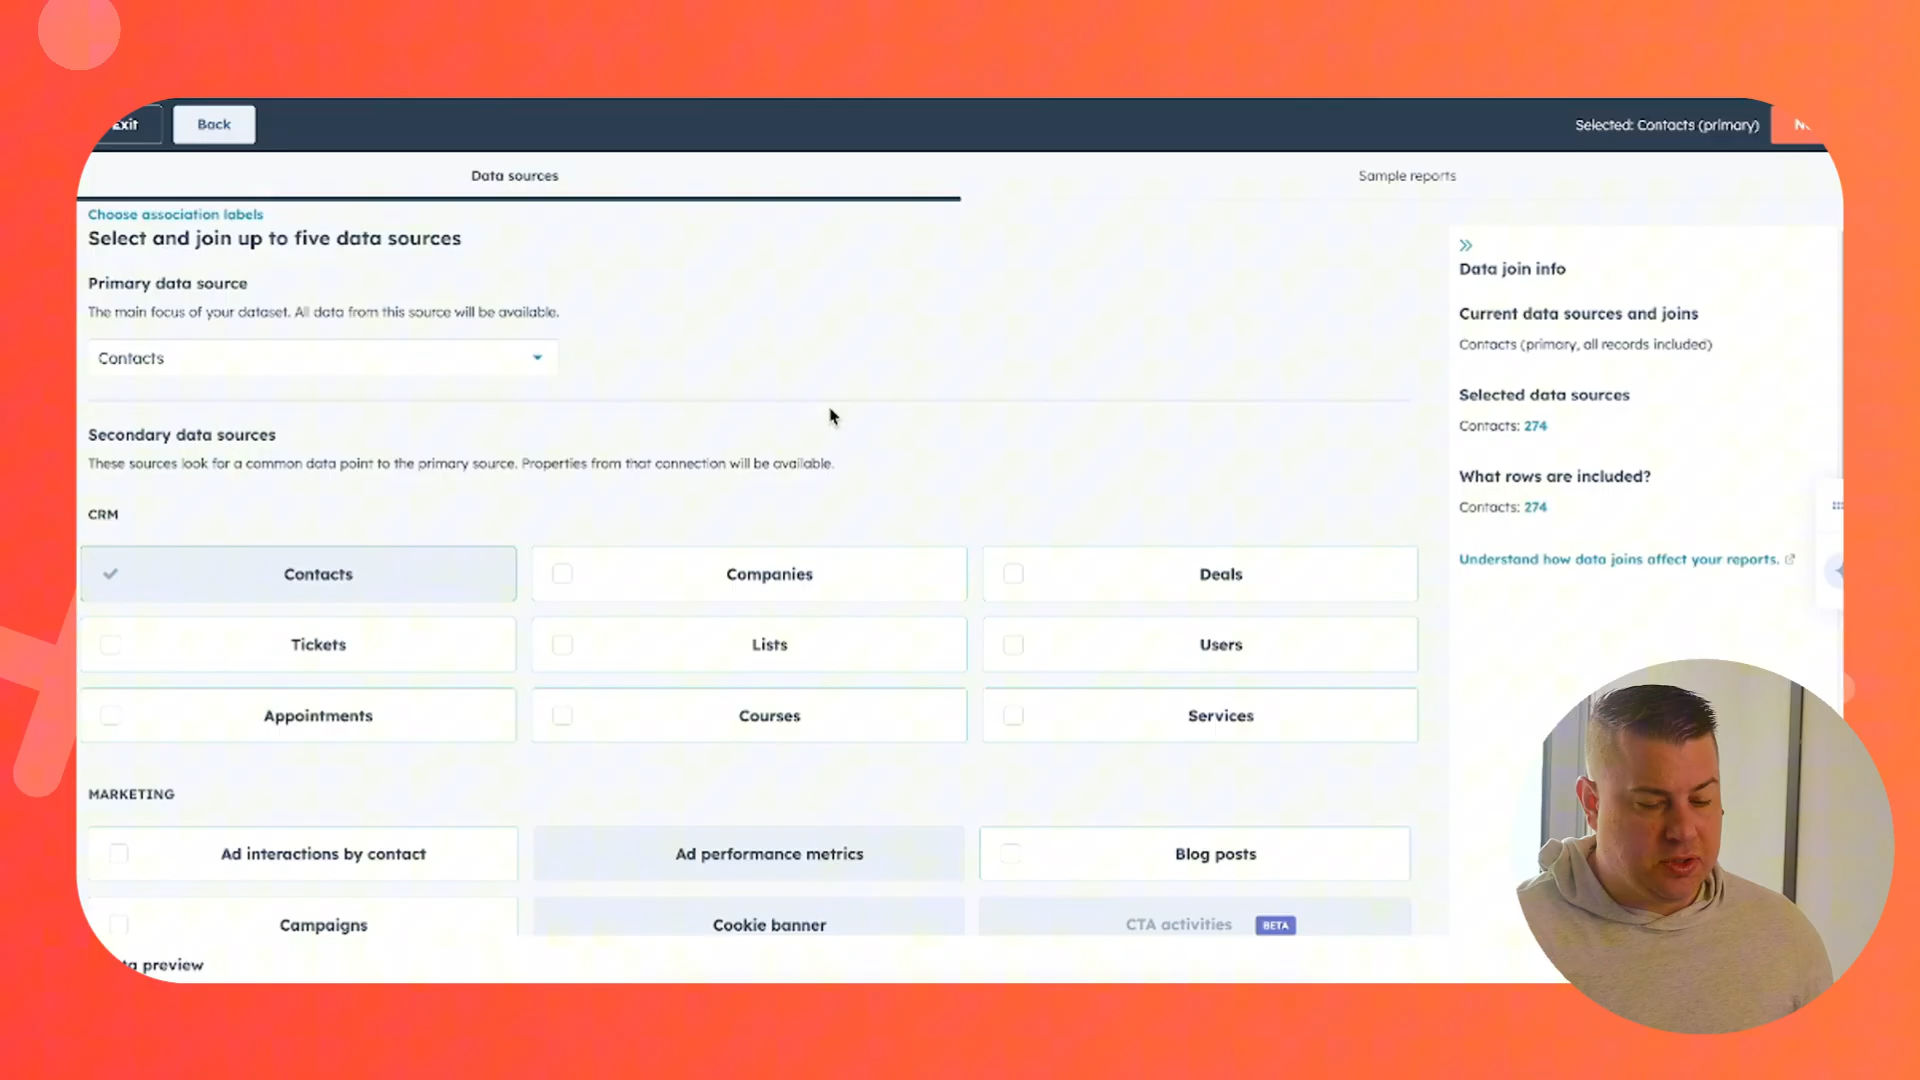 Exit
Back
Selected: Contacts (primary)
Data sources
Sample reports
Choose association labels
Select and join up to five data sources
Primary data source
The main focus of your dataset. All data from this source will be available.
Contacts
Secondary data sources
These sources look for a common data point to the primary source. Properties from that connection will be available.
CRM
Contacts
Companies
Deals
Tickets
Lists
Users
Appointments
Courses
Services
MARKETING
Ad interactions by contact
Ad performance metrics
Blog posts
Campaigns
Cookie banner
CTA activities BETA
preview
Data join info
Current data sources and joins
Contacts (primary, all records included)
Selected data sources
Contacts: 274
What rows are included?
Contacts: 274
Understand how data joins affect your reports.